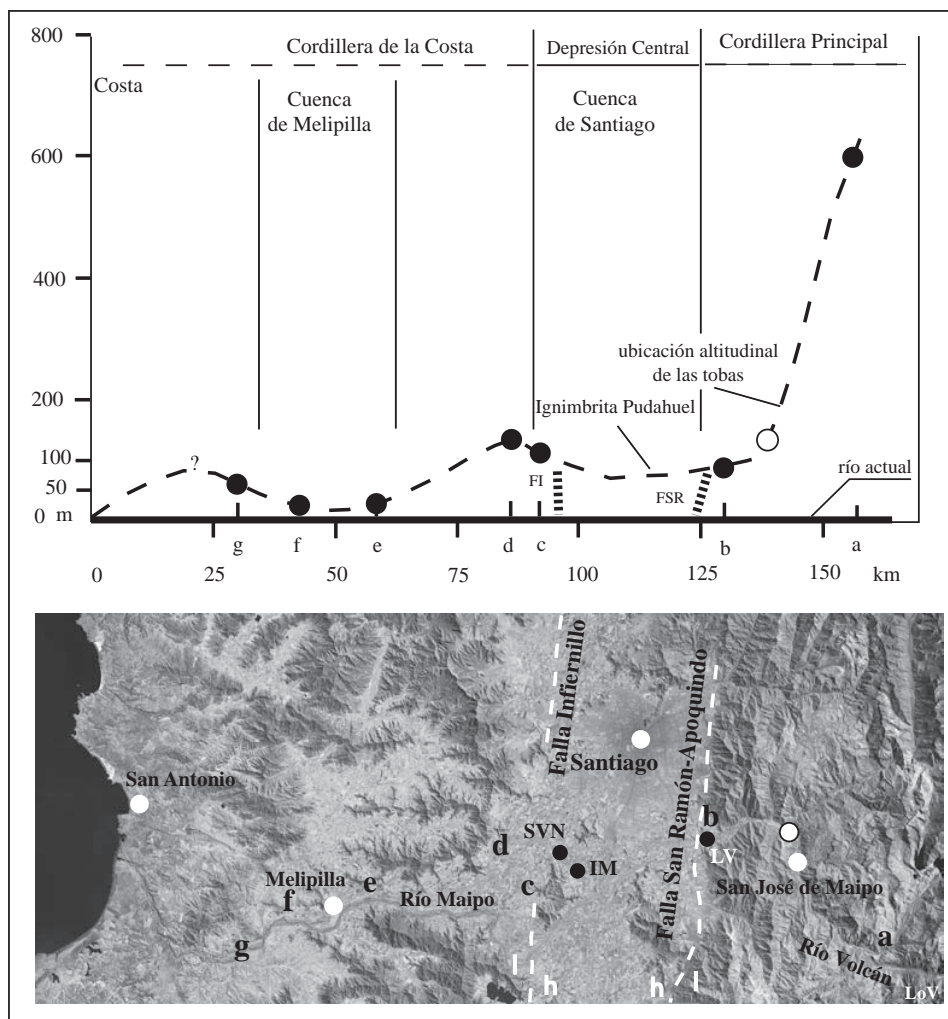 800
600
400
200
100
50
0 m
Cordillera de la Costa
Depresión Central
Cordillera Principal
Costa
Cuenca
de Melipilla
Cuenca
de Santiago
ubicación altitudinal
de las tobas
Ignimbrita Pudahuel
río actual
?
FI
FSR
g
f
e
d
c
b
a
0
25
50
75
100
125
150
km
Falla Infiernillo
Falla San Ramón-Apoquindo
Santiago
San Antonio
SVN
d
b
IM
LV
Melipilla
e
c
San José de Maipo
f
Río Maipo
g
a
Río Volcán
l
h
h
l
LoV